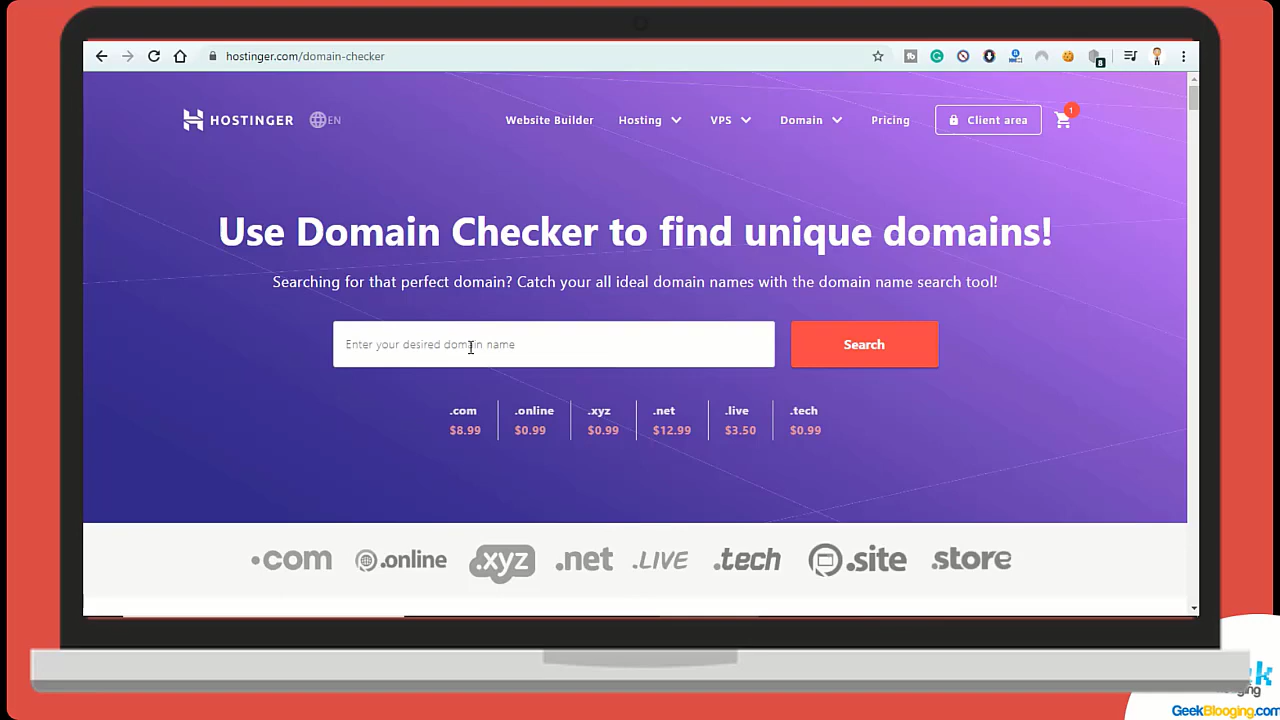 hostinger.com/domain-checker
8
HOSTINGER
EN
Website Builder
Hosting
VPS
Domain
Pricing
Client area
1
Use Domain Checker to find unique domains!
Searching for that perfect domain? Catch your all ideal domain names with the domain name search tool!
Enter your desired domain name
Search
.com .online .xyz .net .live .tech
$8.99 $0.99 $0.99 $12.99 $3.50 $0.99
.com .online .xyz .net .LIVE .tech .site .store
GeekBlooging.com